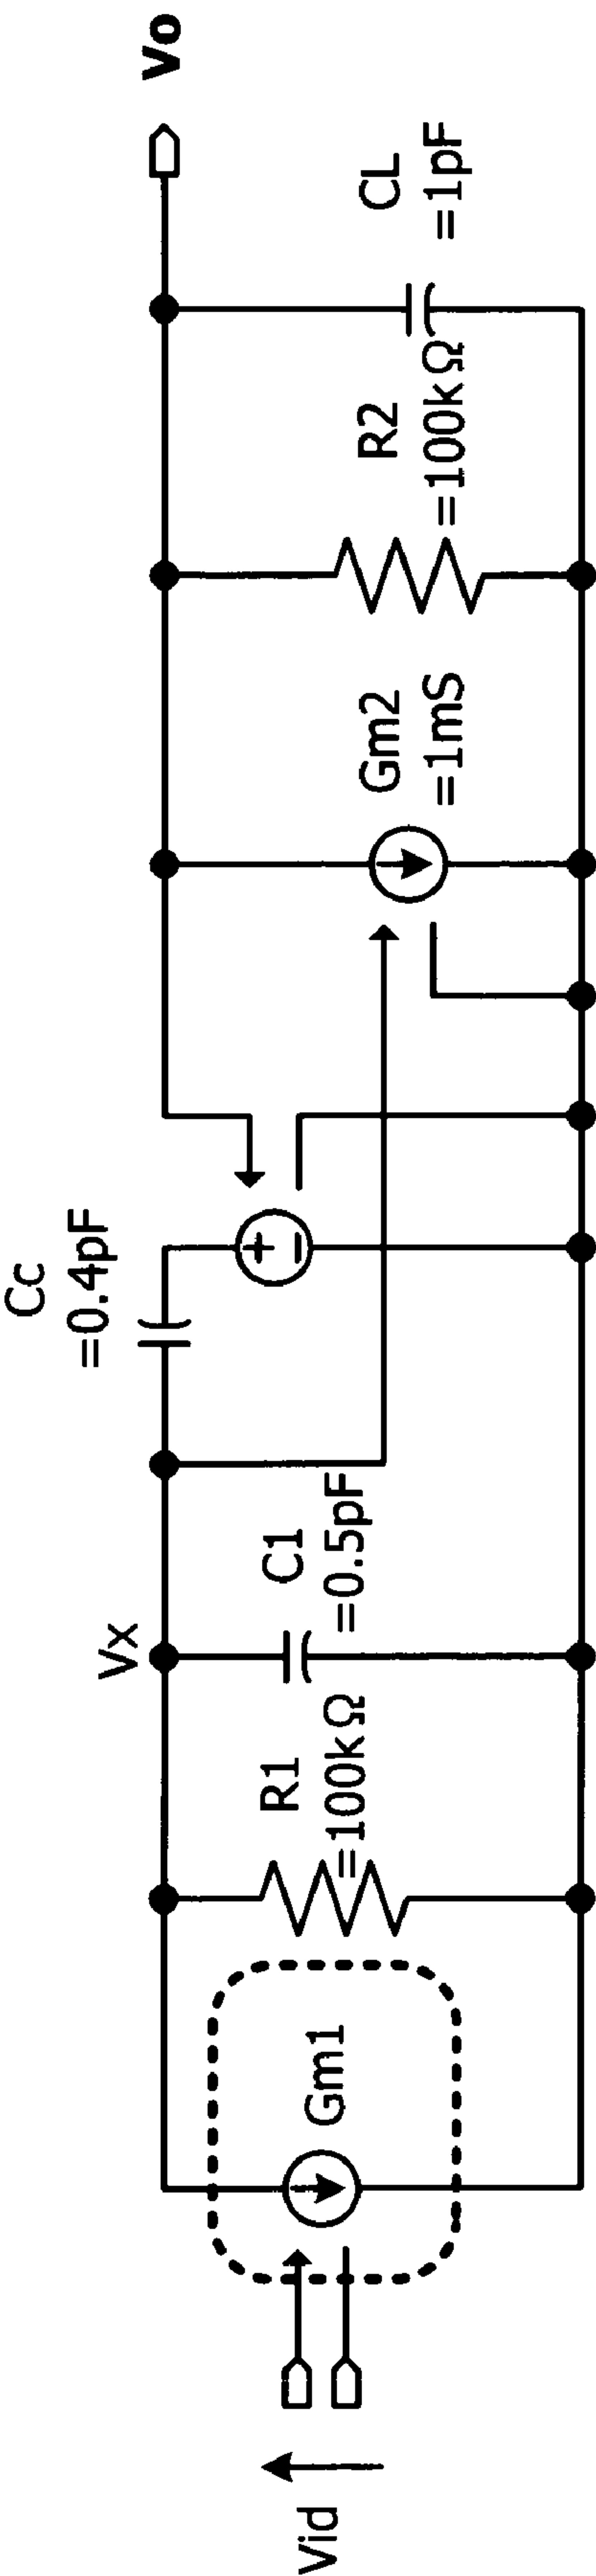 Vid
Gm1
R1
=100kΩ
Vx
C1
=0.5pF
Cc
=0.4pF
+
−
Gm2
=1mS
R2
=100kΩ
CL
=1pF
Vo